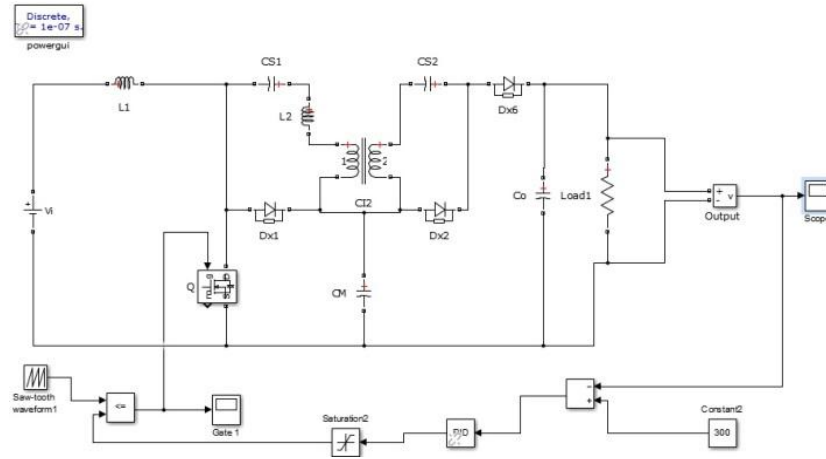 Discrete,
= 1e-07 s.
powergui
CS1
CS2
L1
L2
Dx6
1
2
Vi
Co
Load1
CI2
Dx1
Dx2
+
-
v
Output
Scope
Q
CM
Saw-tooth
waveform1
<=
Gate 1
Saturation2
PID
-
+
Constant2
300